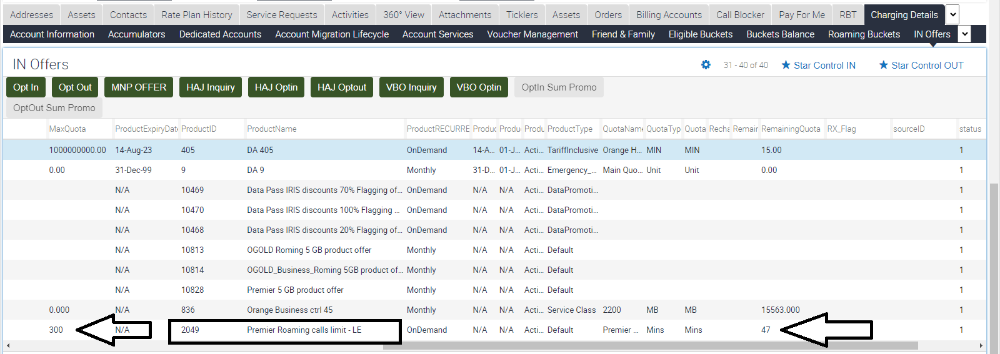 Addresses Assets Contacts Rate Plan History Service Requests Activities 360° View Attachments Ticklers Assets Orders Billing Accounts Call Blocker Pay For Me RBT Charging Details
Account Information Accumulators Dedicated Accounts Account Migration Lifecycle Account Services Voucher Management Friend & Family Eligible Buckets Buckets Balance Roaming Buckets IN Offers
IN Offers 31 - 40 of 40 Star Control IN Star Control OUT
Opt In Opt Out MNP OFFER HAJ Inquiry HAJ Optin HAJ Optout VBO Inquiry VBO Optin OptIn Sum Promo
OptOut Sum Promo
MaxQuota ProductExpiryDate ProductID ProductName ProductRECURRE Produc Produ Produ ProductType QuotaName QuotaTyp Quota Recha Remain RemainingQuota RX_Flag sourceID status
1000000000.00 14-Aug-23 405 DA 405 OnDemand 14-A... 01-J... Acti... TariffInclusive Orange H... MIN MIN 15.00 1
0.00 31-Dec-99 9 DA 9 Monthly 31-D... 01-J... Acti... Emergency_... Main Quo... Unit Unit 0.00 1
N/A 10469 Data Pass IRIS discounts 70% Flagging of... OnDemand N/A N/A Acti... DataPromoti... 1
N/A 10470 Data Pass IRIS discounts 100% Flagging ... OnDemand N/A N/A Acti... DataPromoti... 1
N/A 10468 Data Pass IRIS discounts 20% Flagging of... OnDemand N/A N/A Acti... DataPromoti... 1
N/A 10813 OGOLD Roming 5 GB product offer Monthly N/A N/A Acti... Default 1
N/A 10814 OGOLD_Business_Roming 5GB product of... Monthly N/A N/A Acti... Default 1
N/A 10828 Premier 5 GB product offer Monthly N/A N/A Acti... Default 1
0.000 N/A 836 Orange Business ctrl 45 Monthly N/A N/A Acti... Service Class 2200 MB MB 15563.000 1
300 N/A 2049 Premier Roaming calls limit - LE OnDemand N/A N/A Acti... Default Premier ... Mins Mins 47 1